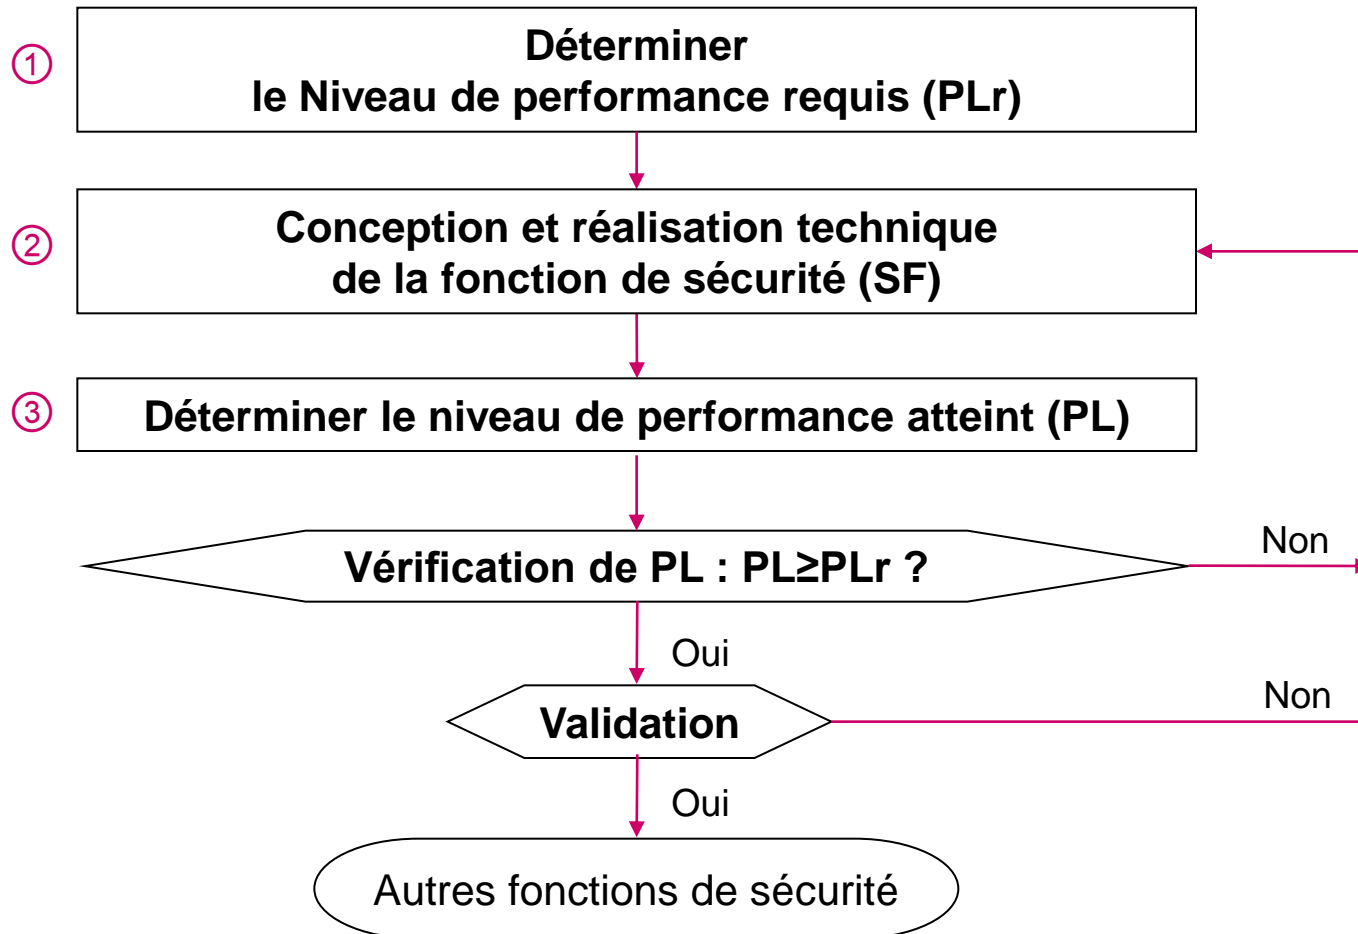 ①
Déterminer
le Niveau de performance requis (PLr)
②
Conception et réalisation technique
de la fonction de sécurité (SF)
③
Déterminer le niveau de performance atteint (PL)
Vérification de PL : PL≥PLr ?
Non
Oui
Validation
Non
Oui
Autres fonctions de sécurité